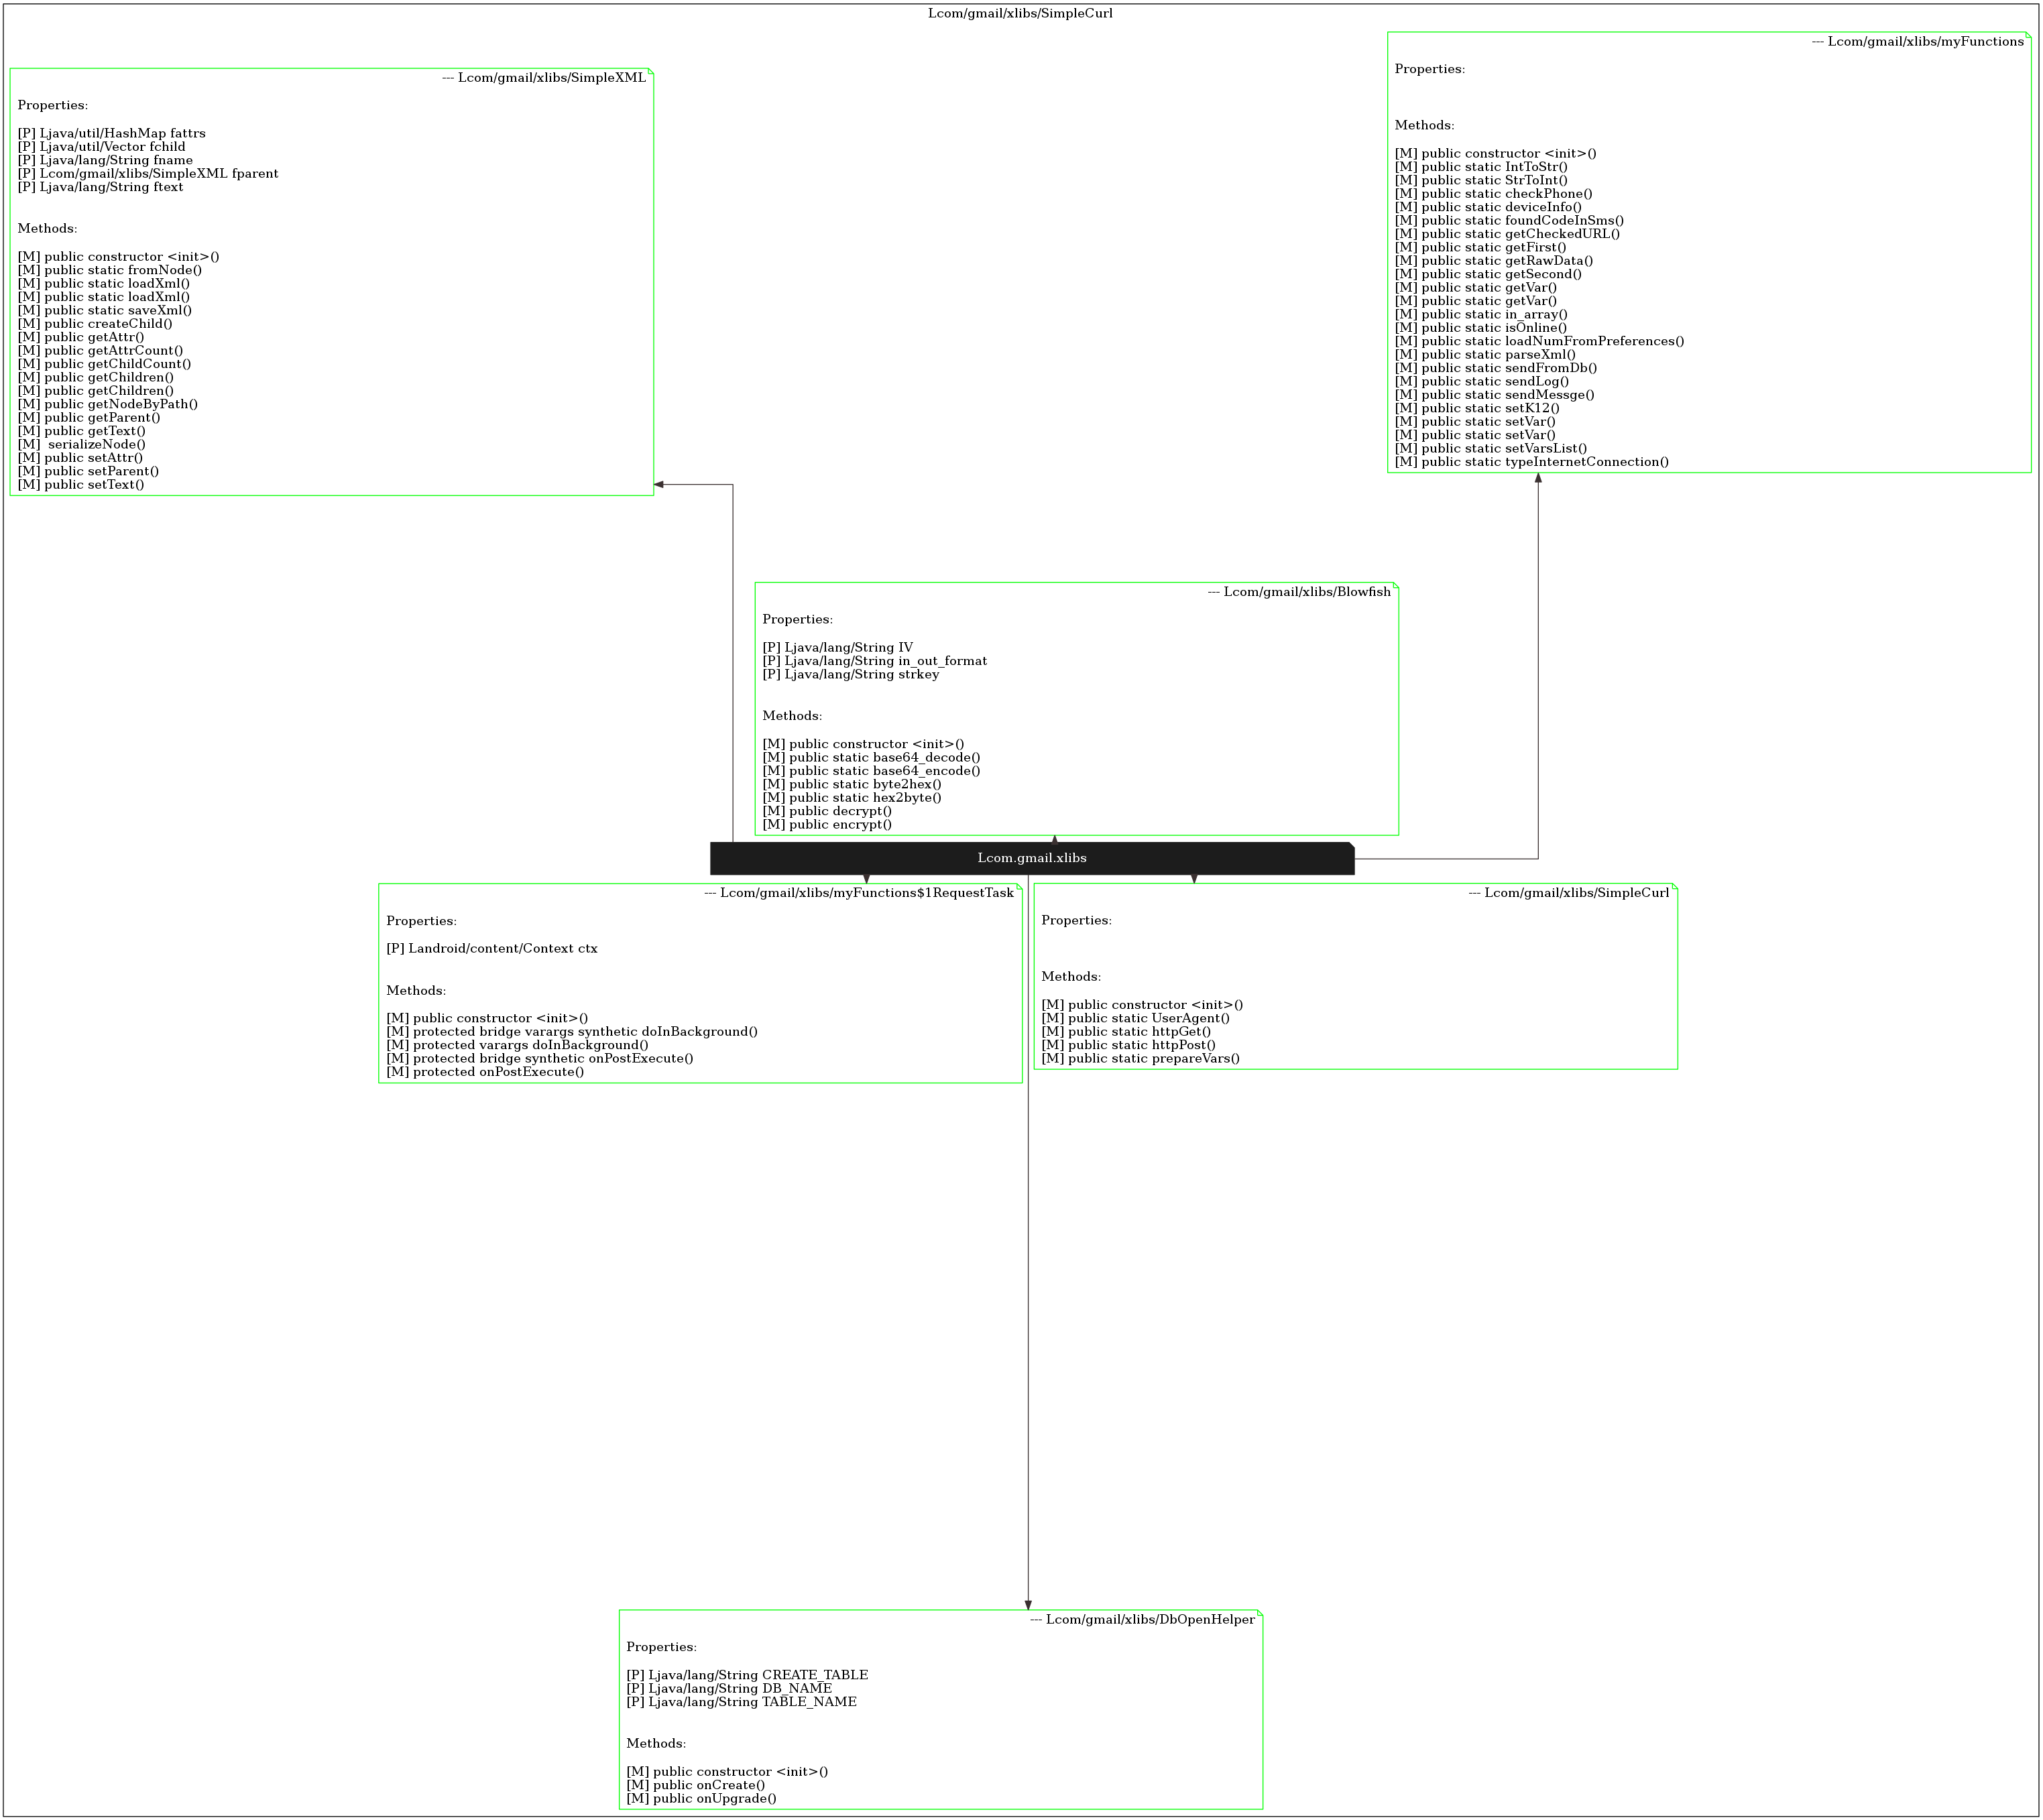 Lcom/gmail/xlibs/SimpleCurl
--- Lcom/gmail/xlibs/SimpleXML
Properties:
[P] Ljava/util/HashMap fattrs
[P] Ljava/util/Vector fchild
[P] Ljava/lang/String fname
[P] Lcom/gmail/xlibs/SimpleXML fparent
[P] Ljava/lang/String ftext
Methods:
[M] public constructor <init>()
[M] public static fromNode()
[M] public static loadXml()
[M] public static loadXml()
[M] public static saveXml()
[M] public createChild()
[M] public getAttr()
[M] public getAttrCount()
[M] public getChildCount()
[M] public getChildren()
[M] public getChildren()
[M] public getNodeByPath()
[M] public getParent()
[M] public getText()
[M]  serializeNode()
[M] public setAttr()
[M] public setParent()
[M] public setText()
--- Lcom/gmail/xlibs/myFunctions
Properties:
Methods:
[M] public constructor <init>()
[M] public static IntToStr()
[M] public static StrToInt()
[M] public static checkPhone()
[M] public static deviceInfo()
[M] public static foundCodeInSms()
[M] public static getCheckedURL()
[M] public static getFirst()
[M] public static getRawData()
[M] public static getSecond()
[M] public static getVar()
[M] public static getVar()
[M] public static in_array()
[M] public static isOnline()
[M] public static loadNumFromPreferences()
[M] public static parseXml()
[M] public static sendFromDb()
[M] public static sendLog()
[M] public static sendMessge()
[M] public static setK12()
[M] public static setVar()
[M] public static setVar()
[M] public static setVarsList()
[M] public static typeInternetConnection()
--- Lcom/gmail/xlibs/Blowfish
Properties:
[P] Ljava/lang/String IV
[P] Ljava/lang/String in_out_format
[P] Ljava/lang/String strkey
Methods:
[M] public constructor <init>()
[M] public static base64_decode()
[M] public static base64_encode()
[M] public static byte2hex()
[M] public static hex2byte()
[M] public decrypt()
[M] public encrypt()
Lcom.gmail.xlibs
--- Lcom/gmail/xlibs/myFunctions$1RequestTask
Properties:
[P] Landroid/content/Context ctx
Methods:
[M] public constructor <init>()
[M] protected bridge varargs synthetic doInBackground()
[M] protected varargs doInBackground()
[M] protected bridge synthetic onPostExecute()
[M] protected onPostExecute()
--- Lcom/gmail/xlibs/SimpleCurl
Properties:
Methods:
[M] public constructor <init>()
[M] public static UserAgent()
[M] public static httpGet()
[M] public static httpPost()
[M] public static prepareVars()
--- Lcom/gmail/xlibs/DbOpenHelper
Properties:
[P] Ljava/lang/String CREATE_TABLE
[P] Ljava/lang/String DB_NAME
[P] Ljava/lang/String TABLE_NAME
Methods:
[M] public constructor <init>()
[M] public onCreate()
[M] public onUpgrade()